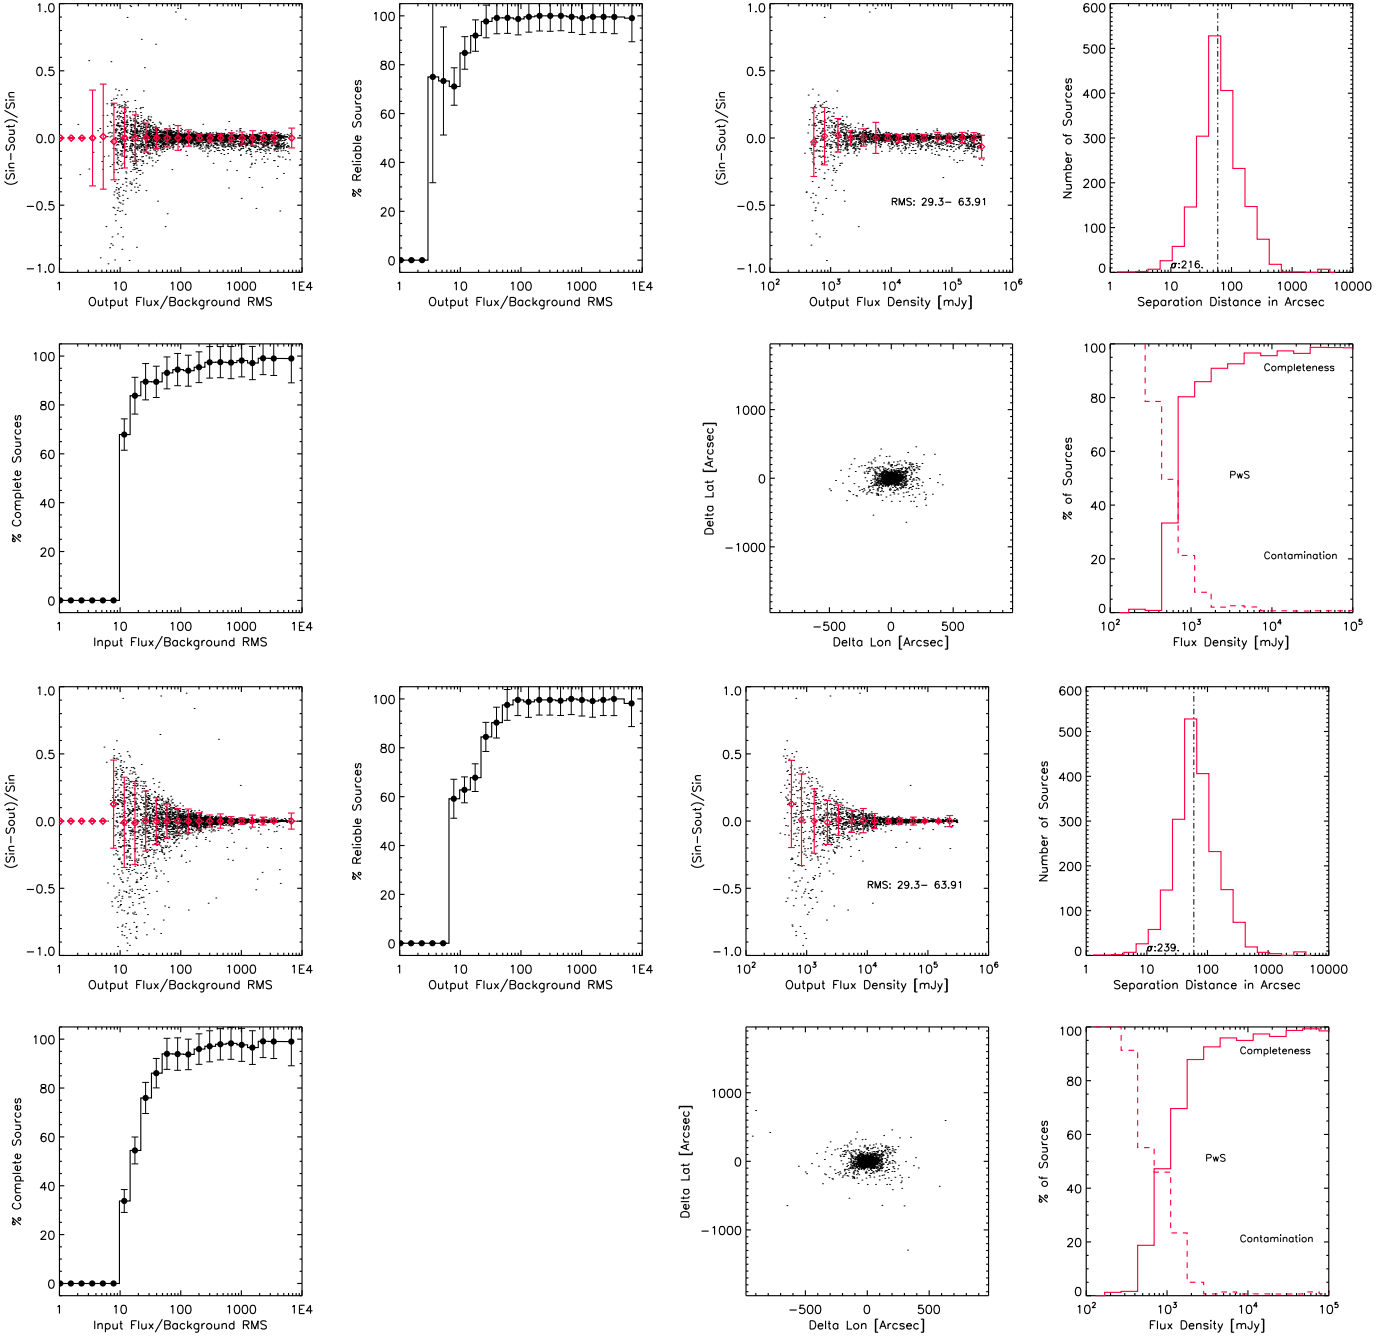 (Sin-Sout)/Sin
1.0
0.5
0.0
-0.5
-1.0
1 10 100 1000 1E4
Output Flux/Background RMS
% Reliable Sources
100
80
60
40
20
0
1 10 100 1000 1E4
Output Flux/Background RMS
(Sin-Sout)/Sin
1.0
0.5
0.0
-0.5
-1.0
RMS: 29.3- 63.91
10² 10³ 10⁴ 10⁵ 10⁶
Output Flux Density [mJy]
Number of Sources
600
500
400
300
200
100
0
σ:216.
1 10 100 1000 10000
Separation Distance in Arcsec
% Complete Sources
100
80
60
40
20
0
1 10 100 1000 1E4
Input Flux/Background RMS
Delta Lat [Arcsec]
1000
0
-1000
-500 0 500
Delta Lon [Arcsec]
% of Sources
100
80
60
40
20
0
Completeness
PwS
Contamination
10² 10³ 10⁴ 10⁵
Flux Density [mJy]
(Sin-Sout)/Sin
1.0
0.5
0.0
-0.5
-1.0
1 10 100 1000 1E4
Output Flux/Background RMS
% Reliable Sources
100
80
60
40
20
0
1 10 100 1000 1E4
Output Flux/Background RMS
(Sin-Sout)/Sin
1.0
0.5
0.0
-0.5
-1.0
RMS: 29.3- 63.91
10² 10³ 10⁴ 10⁵ 10⁶
Output Flux Density [mJy]
Number of Sources
600
500
400
300
200
100
0
σ:239.
1 10 100 1000 10000
Separation Distance in Arcsec
% Complete Sources
100
80
60
40
20
0
1 10 100 1000 1E4
Input Flux/Background RMS
Delta Lat [Arcsec]
1000
0
-1000
-500 0 500
Delta Lon [Arcsec]
% of Sources
100
80
60
40
20
0
Completeness
PwS
Contamination
10² 10³ 10⁴ 10⁵
Flux Density [mJy]